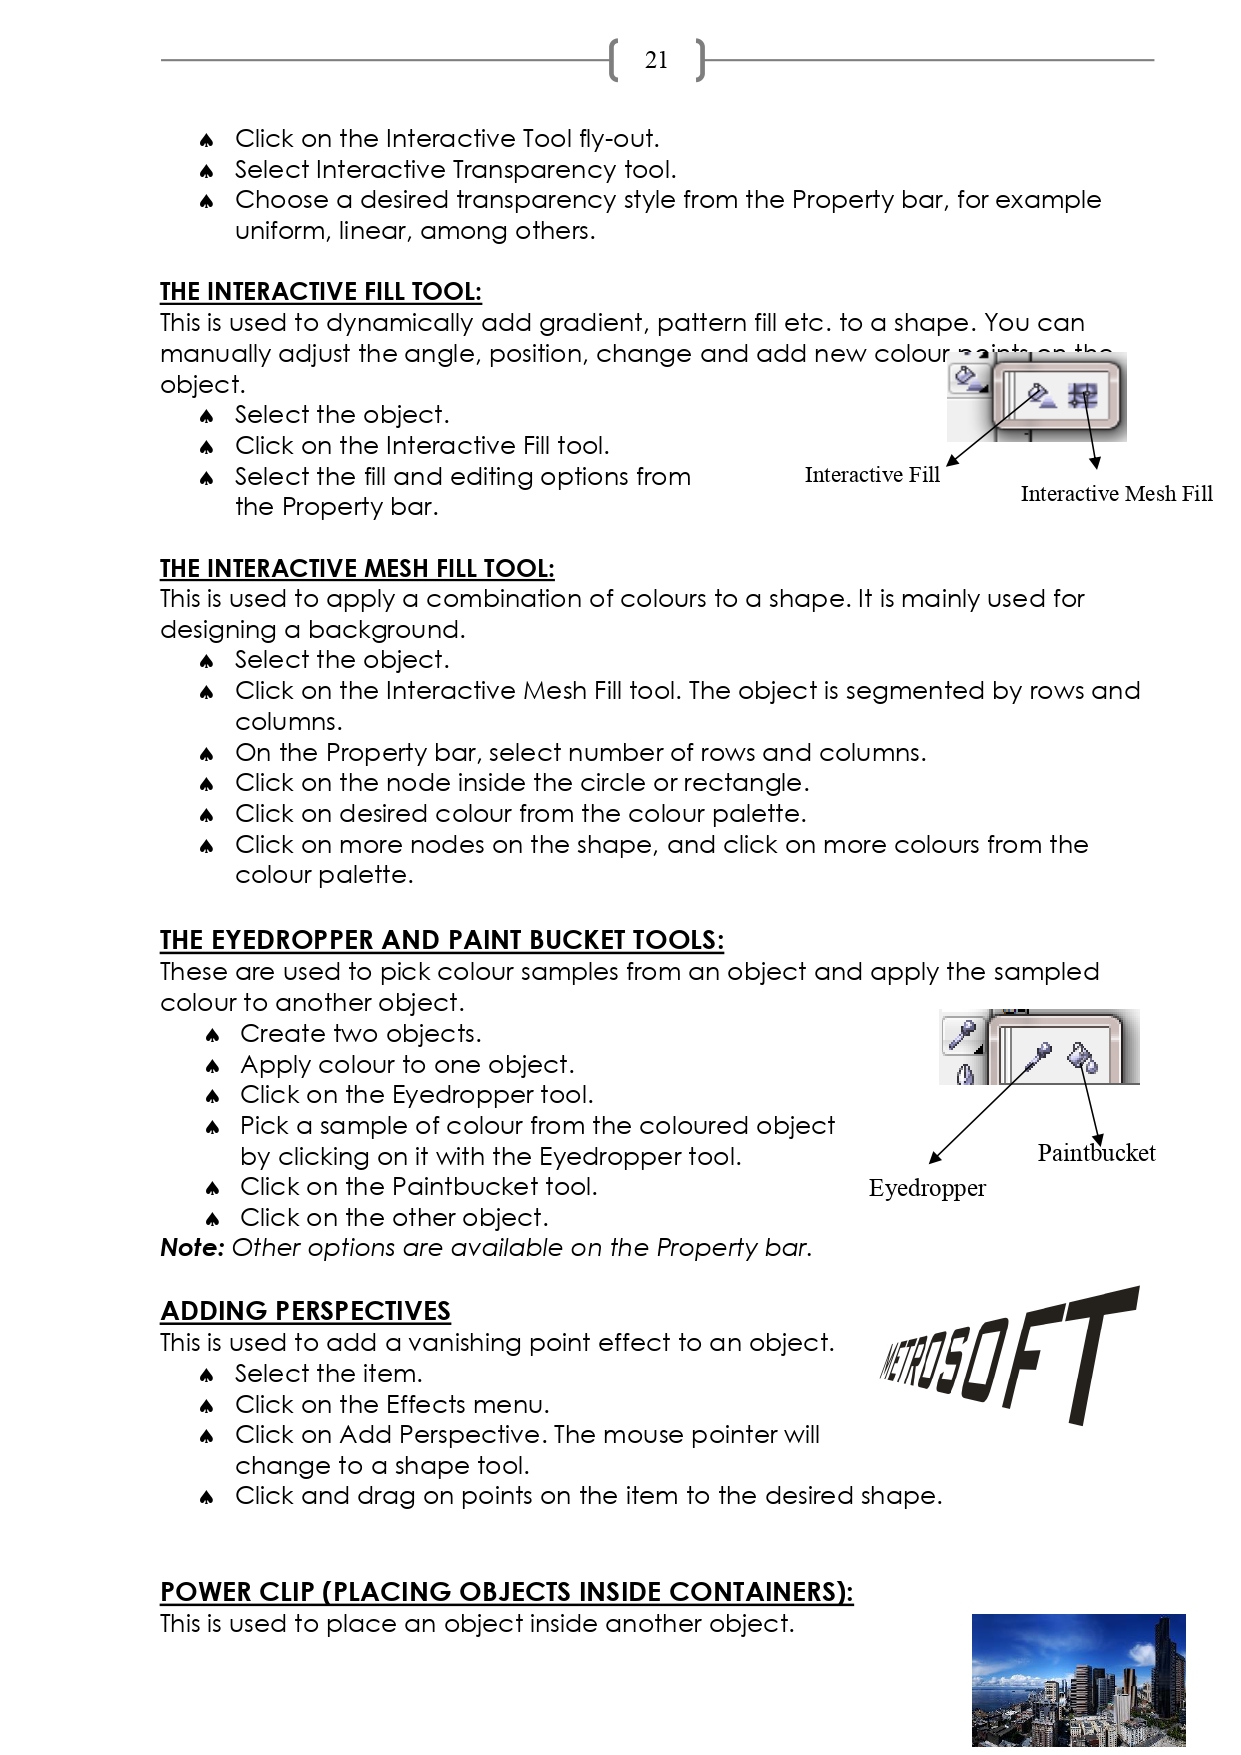 21
♠ Click on the Interactive Tool fly-out.
♠ Select Interactive Transparency tool.
♠ Choose a desired transparency style from the Property bar, for example
uniform, linear, among others.
THE INTERACTIVE FILL TOOL:
This is used to dynamically add gradient, pattern fill etc. to a shape. You can
manually adjust the angle, position, change and add new colour points on the
object.
♠ Select the object.
♠ Click on the Interactive Fill tool.
♠ Select the fill and editing options from
the Property bar.
Interactive Fill
Interactive Mesh Fill
THE INTERACTIVE MESH FILL TOOL:
This is used to apply a combination of colours to a shape. It is mainly used for
designing a background.
♠ Select the object.
♠ Click on the Interactive Mesh Fill tool. The object is segmented by rows and
columns.
♠ On the Property bar, select number of rows and columns.
♠ Click on the node inside the circle or rectangle.
♠ Click on desired colour from the colour palette.
♠ Click on more nodes on the shape, and click on more colours from the
colour palette.
THE EYEDROPPER AND PAINT BUCKET TOOLS:
These are used to pick colour samples from an object and apply the sampled
colour to another object.
♠ Create two objects.
♠ Apply colour to one object.
♠ Click on the Eyedropper tool.
♠ Pick a sample of colour from the coloured object
by clicking on it with the Eyedropper tool.
♠ Click on the Paintbucket tool.
♠ Click on the other object.
Paintbucket
Eyedropper
Note: Other options are available on the Property bar.
ADDING PERSPECTIVES
This is used to add a vanishing point effect to an object.
♠ Select the item.
♠ Click on the Effects menu.
♠ Click on Add Perspective. The mouse pointer will
change to a shape tool.
♠ Click and drag on points on the item to the desired shape.
METROSOFT
POWER CLIP (PLACING OBJECTS INSIDE CONTAINERS):
This is used to place an object inside another object.